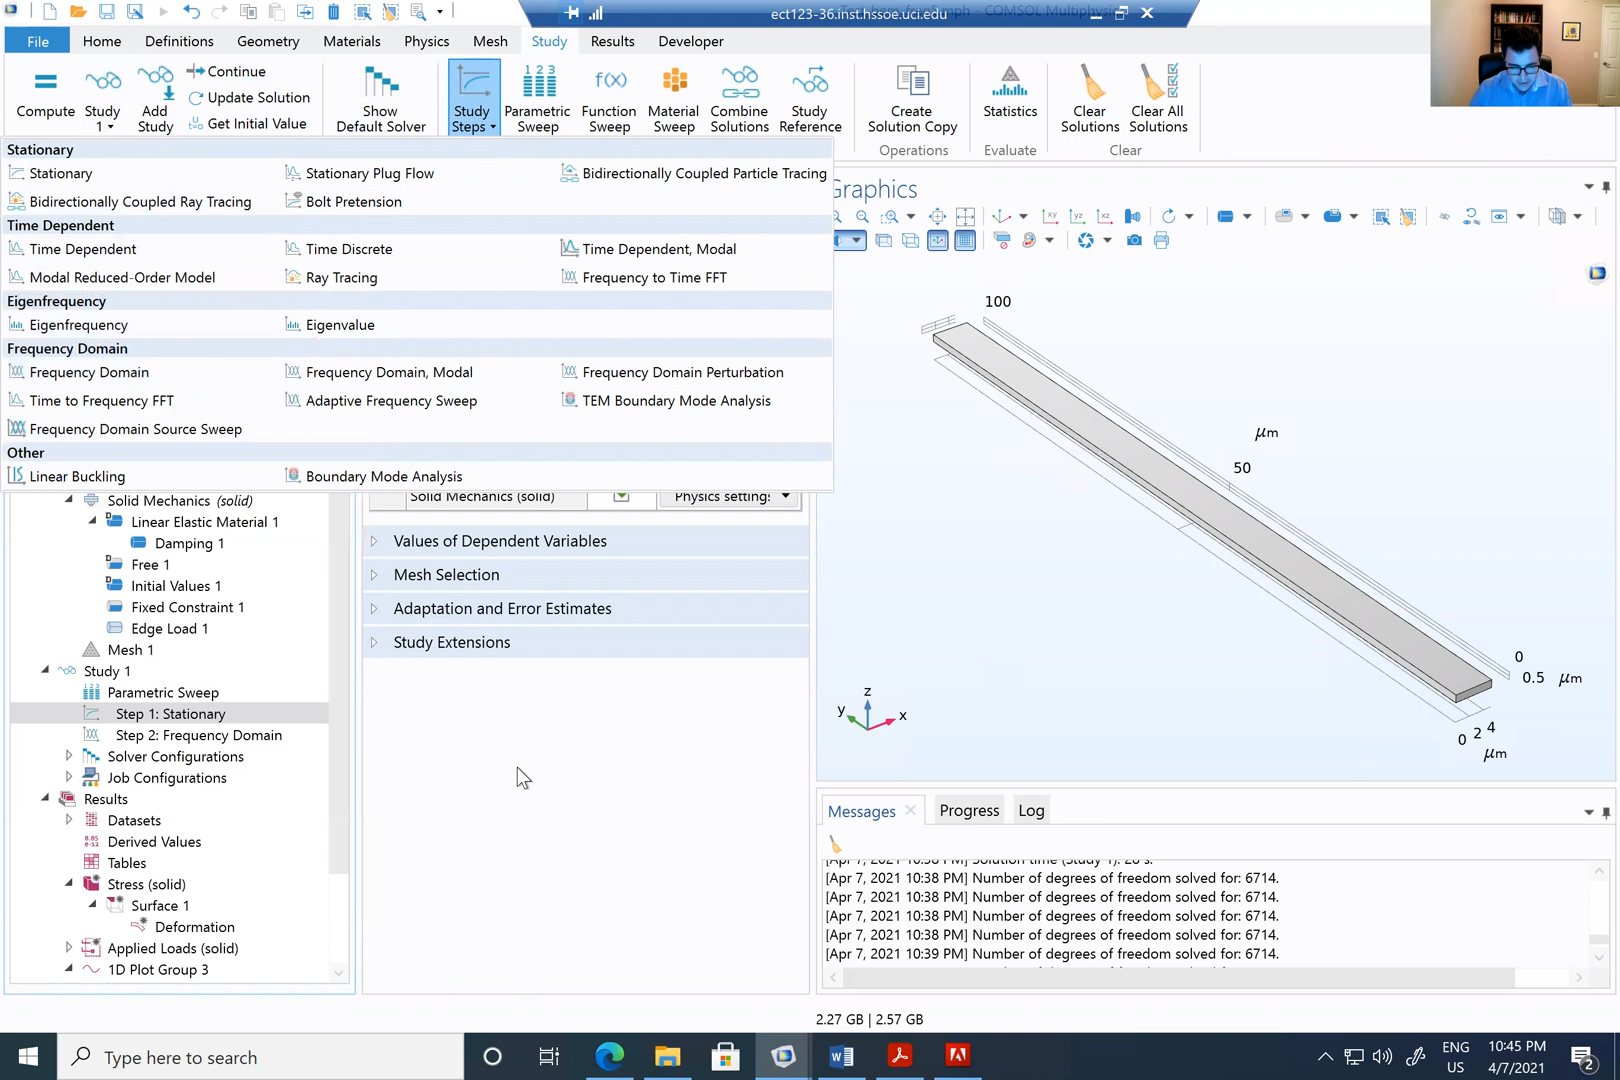 ect123-36.inst.hssoe.uci.edu
File Home Definitions Geometry Materials Physics Mesh Study Results Developer
Compute
Study 1
Add Study
Continue
Update Solution
Get Initial Value
Show Default Solver
Study Steps
Parametric Sweep
Function Sweep
Material Sweep
Combine Solutions
Study Reference
Create Solution Copy
Statistics
Clear Solutions
Clear All Solutions
Operations Evaluate Clear
Stationary
Stationary Stationary Plug Flow Bidirectionally Coupled Particle Tracing
Bidirectionally Coupled Ray Tracing Bolt Pretension
Time Dependent
Time Dependent Time Discrete Time Dependent, Modal
Modal Reduced-Order Model Ray Tracing Frequency to Time FFT
Eigenfrequency
Eigenfrequency Eigenvalue
Frequency Domain
Frequency Domain Frequency Domain, Modal Frequency Domain Perturbation
Time to Frequency FFT Adaptive Frequency Sweep TEM Boundary Mode Analysis
Frequency Domain Source Sweep
Other
Linear Buckling Boundary Mode Analysis
Solid Mechanics (solid)
Linear Elastic Material 1
Damping 1
Free 1
Initial Values 1
Fixed Constraint 1
Edge Load 1
Mesh 1
Study 1
Parametric Sweep
Step 1: Stationary
Step 2: Frequency Domain
Solver Configurations
Job Configurations
Results
Datasets
Derived Values
Tables
Stress (solid)
Surface 1
Deformation
Applied Loads (solid)
1D Plot Group 3
Solid Mechanics (solid) Physics setting:
Values of Dependent Variables
Mesh Selection
Adaptation and Error Estimates
Study Extensions
Graphics
xy yz xz
100
µm
50
0
0.5 µm
0 2 4
µm
z
y
x
Messages Progress Log
[Apr 7, 2021 10:38 PM] Number of degrees of freedom solved for: 6714.
[Apr 7, 2021 10:38 PM] Number of degrees of freedom solved for: 6714.
[Apr 7, 2021 10:38 PM] Number of degrees of freedom solved for: 6714.
[Apr 7, 2021 10:38 PM] Number of degrees of freedom solved for: 6714.
[Apr 7, 2021 10:39 PM] Number of degrees of freedom solved for: 6714.
2.27 GB | 2.57 GB
Type here to search
ENG
US
10:45 PM
4/7/2021
2